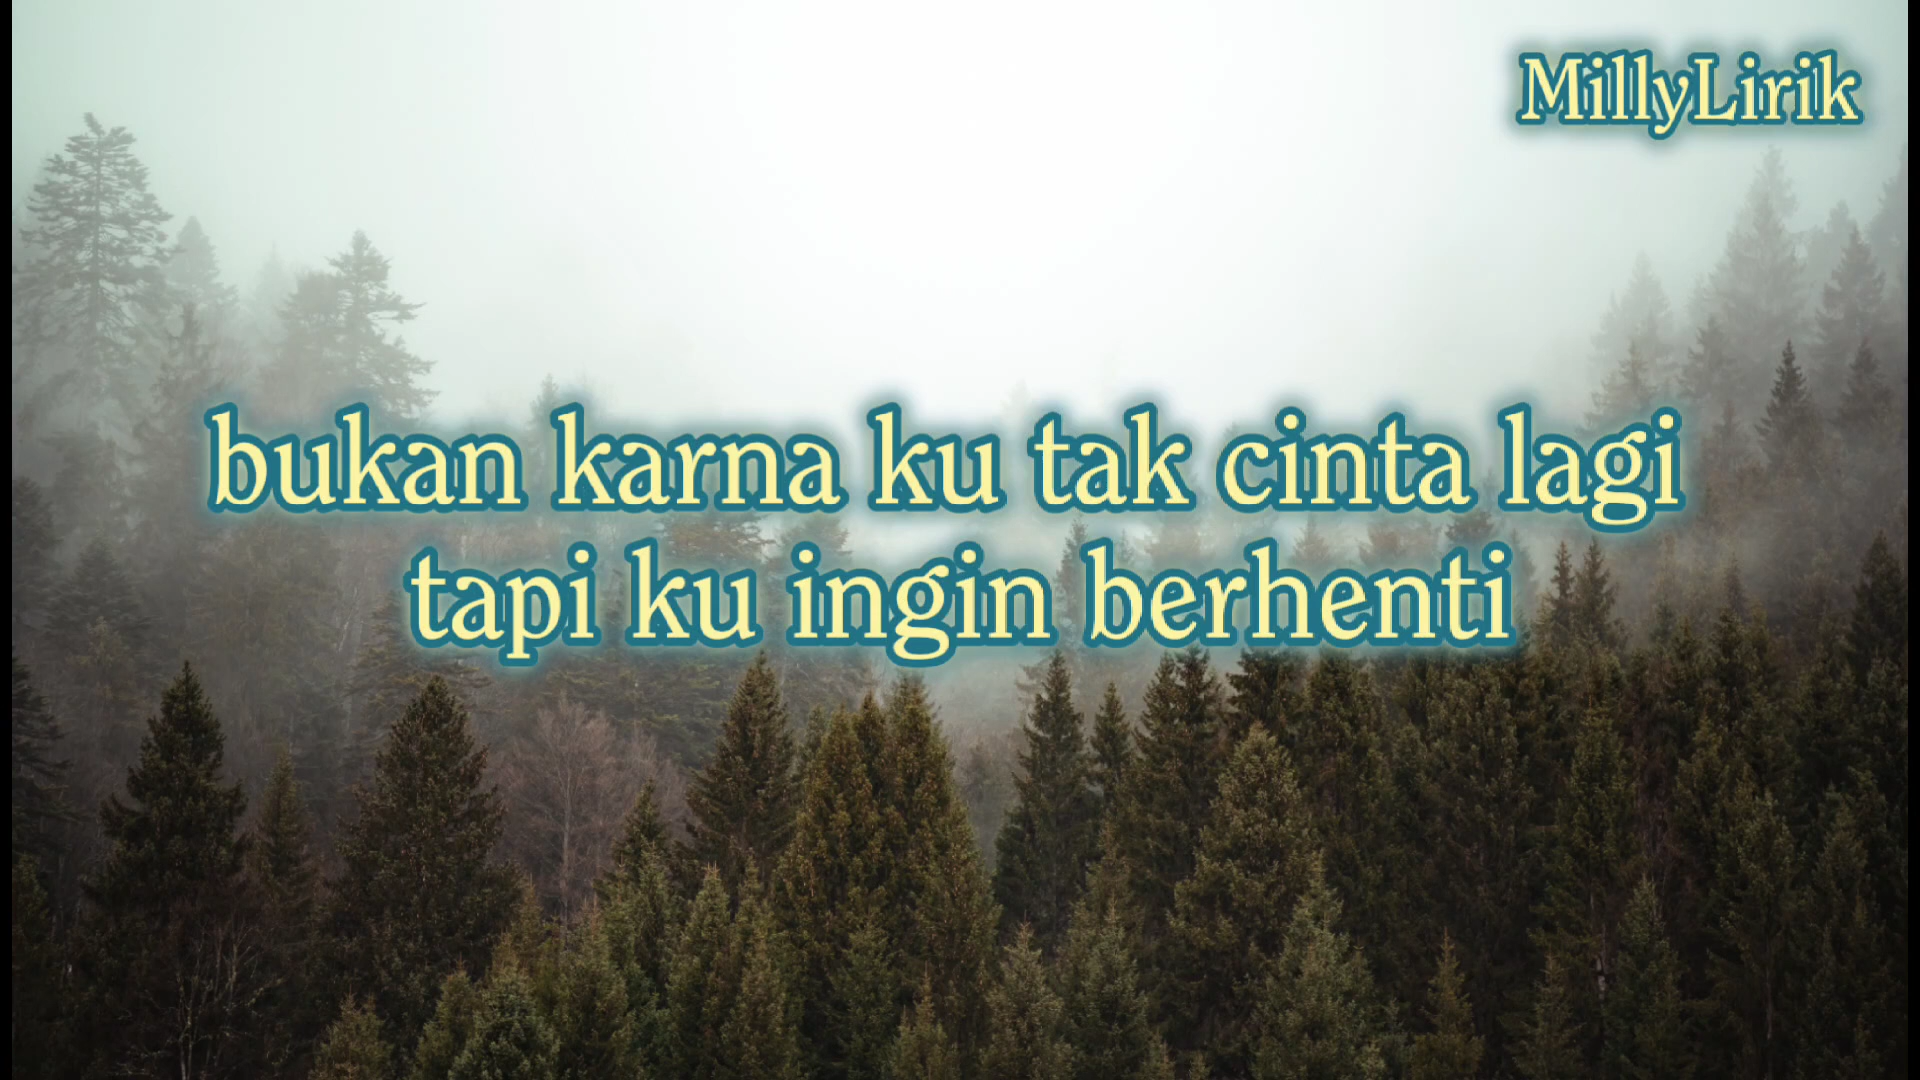 MillyLirik
bukan karna ku tak cinta lagi
tapi ku ingin berhenti